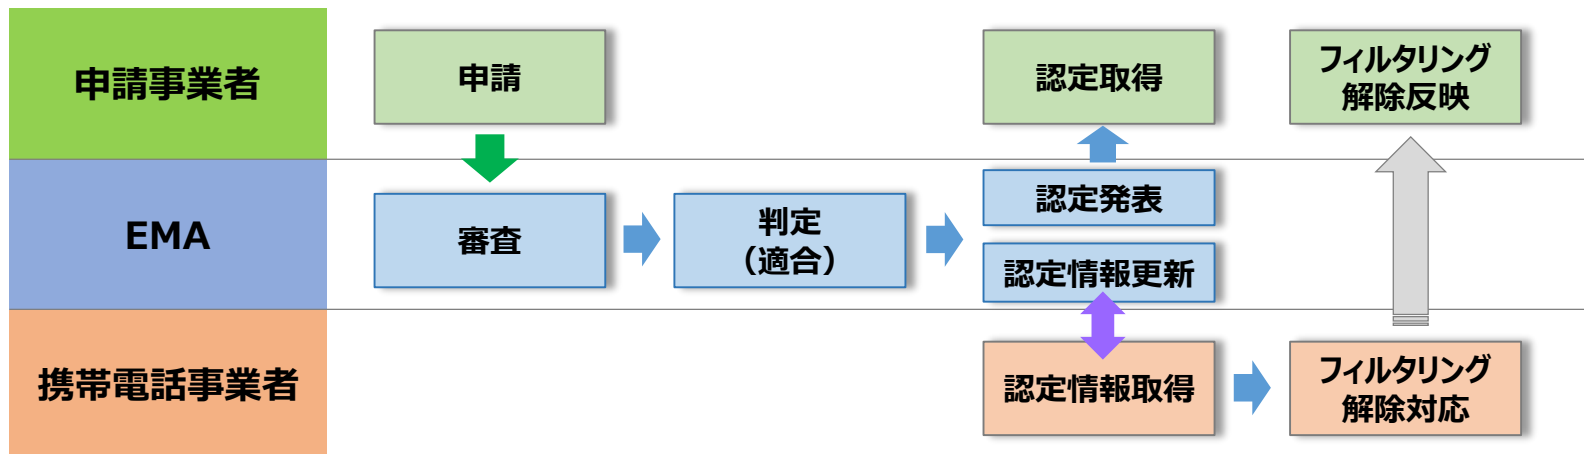 申請事業者
申請
認定取得
フィルタリング
解除反映
EMA
審査
判定
（適合）
認定発表
認定情報更新
携帯電話事業者
認定情報取得
フィルタリング
解除対応